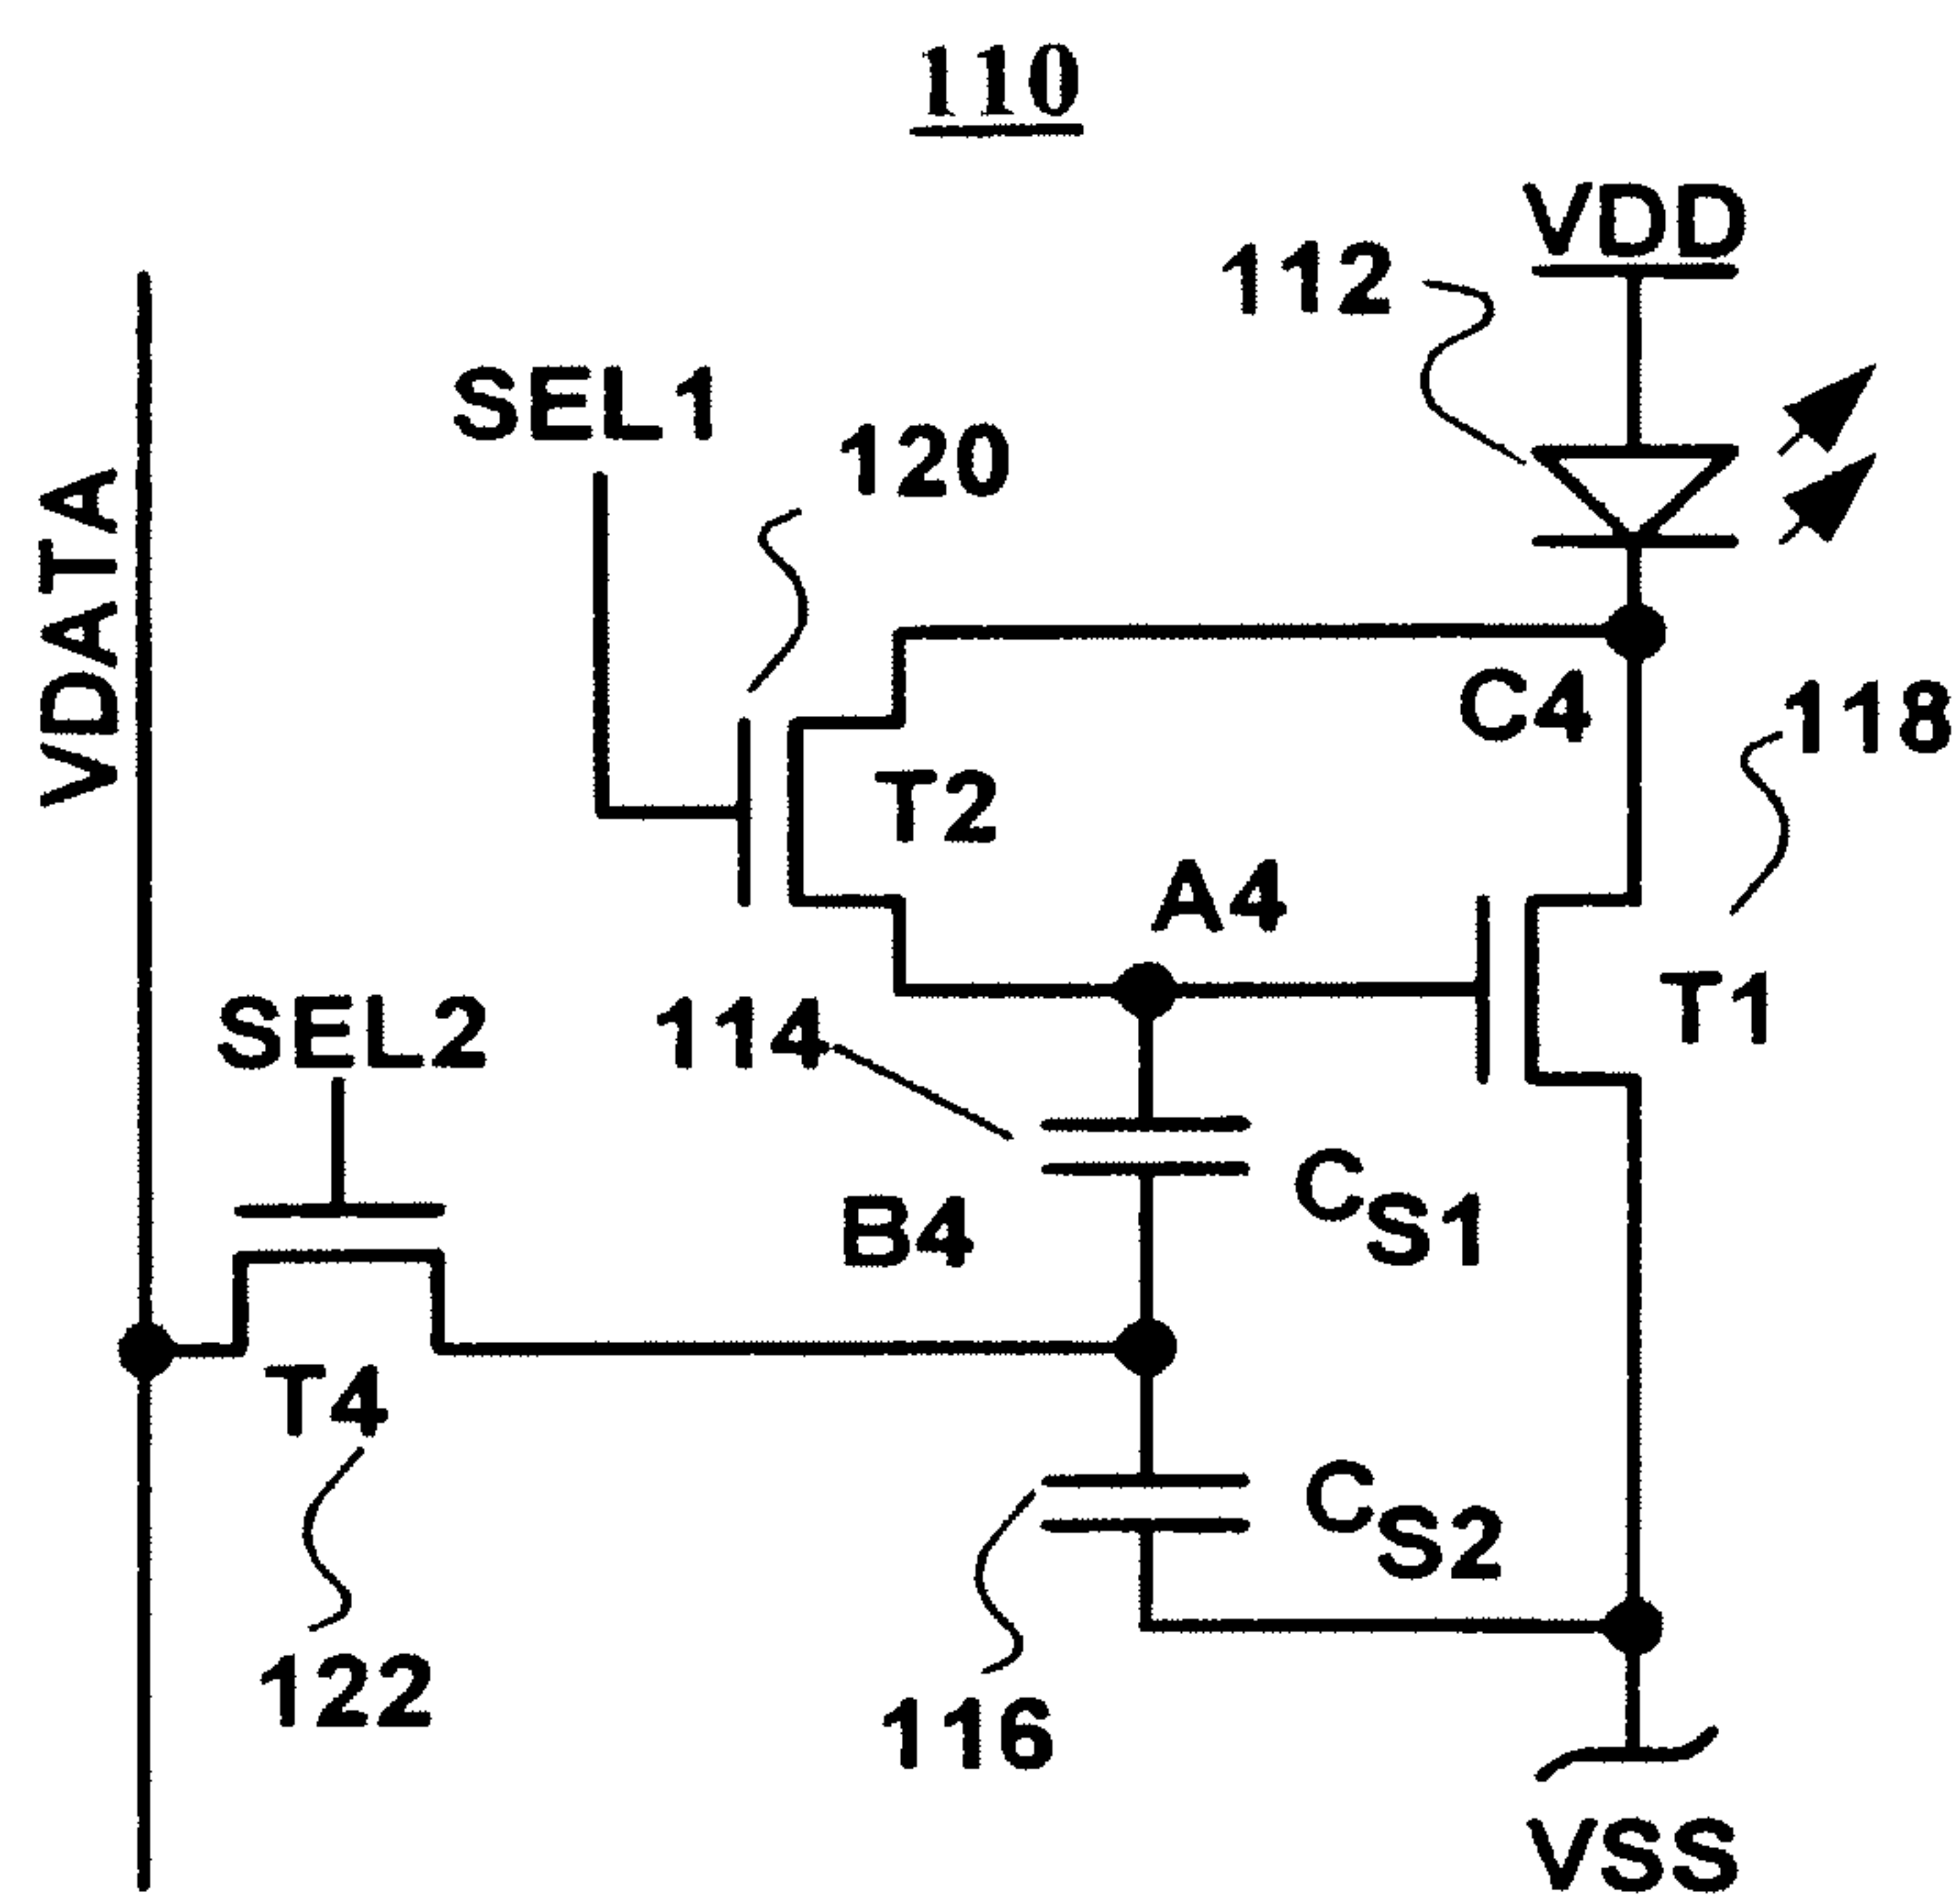 110
VDD
112
SEL1
120
VDATA
C4
118
T2
A4
T1
SEL2
114
CS1
B4
T4
CS2
122
116
VSS